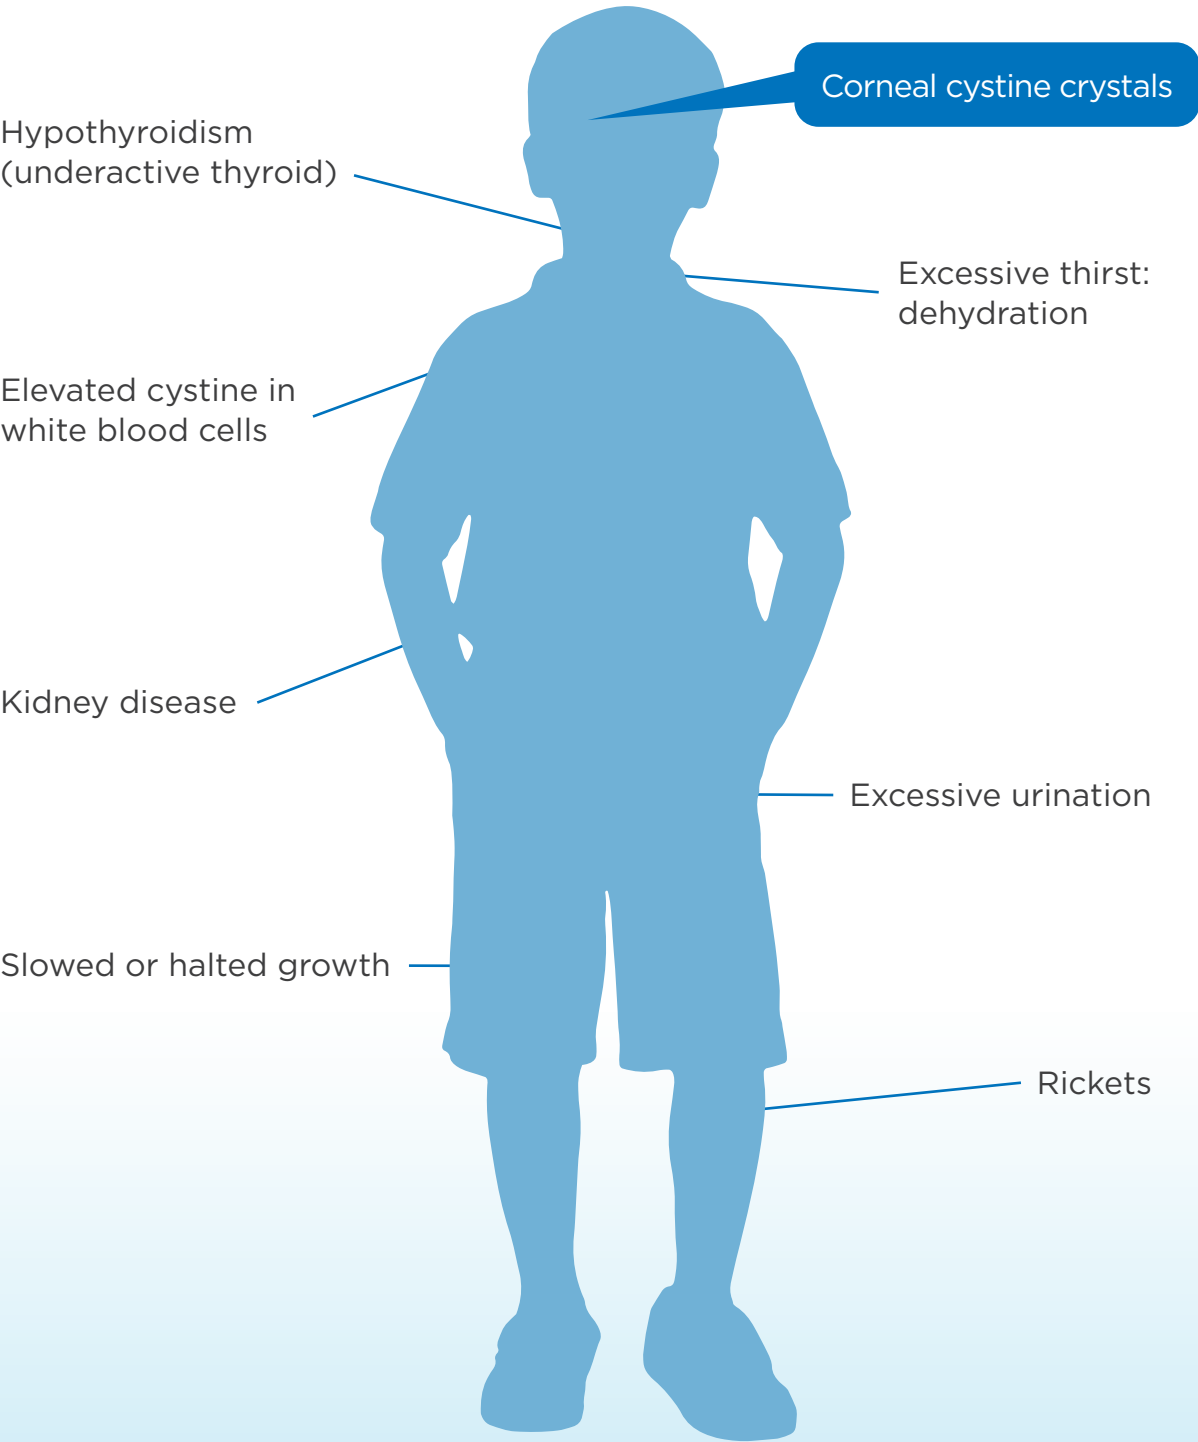 Corneal cystine crystals
Hypothyroidism
(underactive thyroid)
Excessive thirst:
dehydration
Elevated cystine in
white blood cells
Kidney disease
Excessive urination
Slowed or halted growth
Rickets